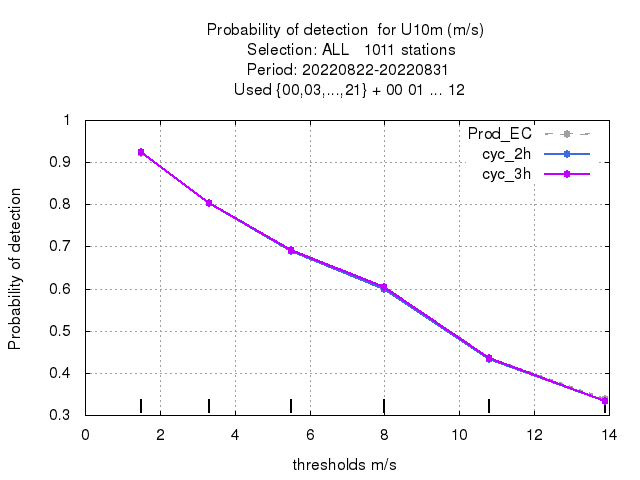 Probability of detection  for U10m (m/s)
Selection: ALL   1011 stations
Period: 20220822-20220831
Used {00,03,...,21} + 00 01 ... 12
Prod_EC
cyc_2h
cyc_3h
Probability of detection
1
0.9
0.8
0.7
0.6
0.5
0.4
0.3
0 2 4 6 8 10 12 14
thresholds m/s